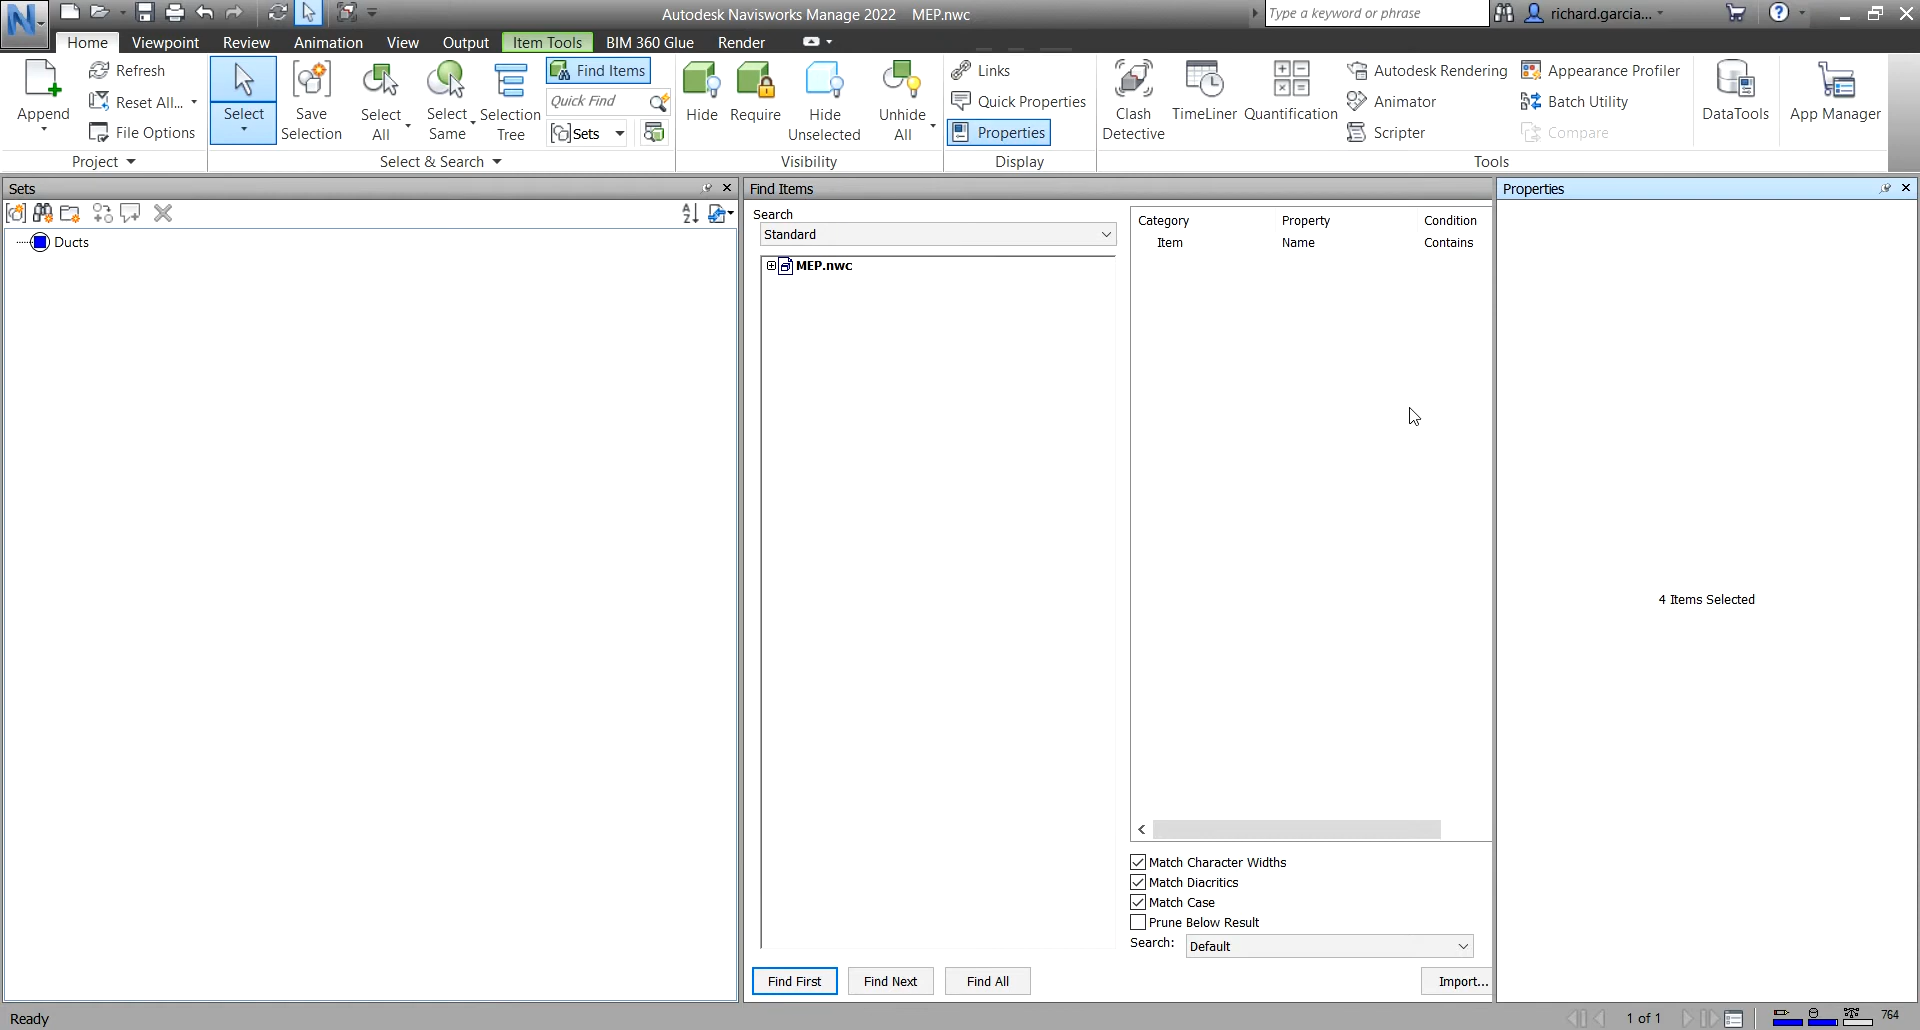 Autodesk Navisworks Manage 2022 MEP.nwc
Type a keyword or phrase
richard.garcia...
Home Viewpoint Review Animation View Output Item Tools BIM 360 Glue Render
Append
Refresh
Reset All...
File Options
Project
Select
Save Selection
Select All
Select Same
Selection Tree
Find Items
Quick Find
Sets
Select & Search
Hide
Require
Hide Unselected
Unhide All
Visibility
Links
Quick Properties
Properties
Display
Clash Detective
TimeLiner
Quantification
Autodesk Rendering
Animator
Scripter
Appearance Profiler
Batch Utility
Compare
Tools
DataTools
App Manager
Sets
Ducts
Find Items
Search
Standard
MEP.nwc
Category Property Condition
Item Name Contains
Match Character Widths
Match Diacritics
Match Case
Prune Below Result
Search: Default
Find First Find Next Find All Import...
Properties
4 Items Selected
Ready
1 of 1
764